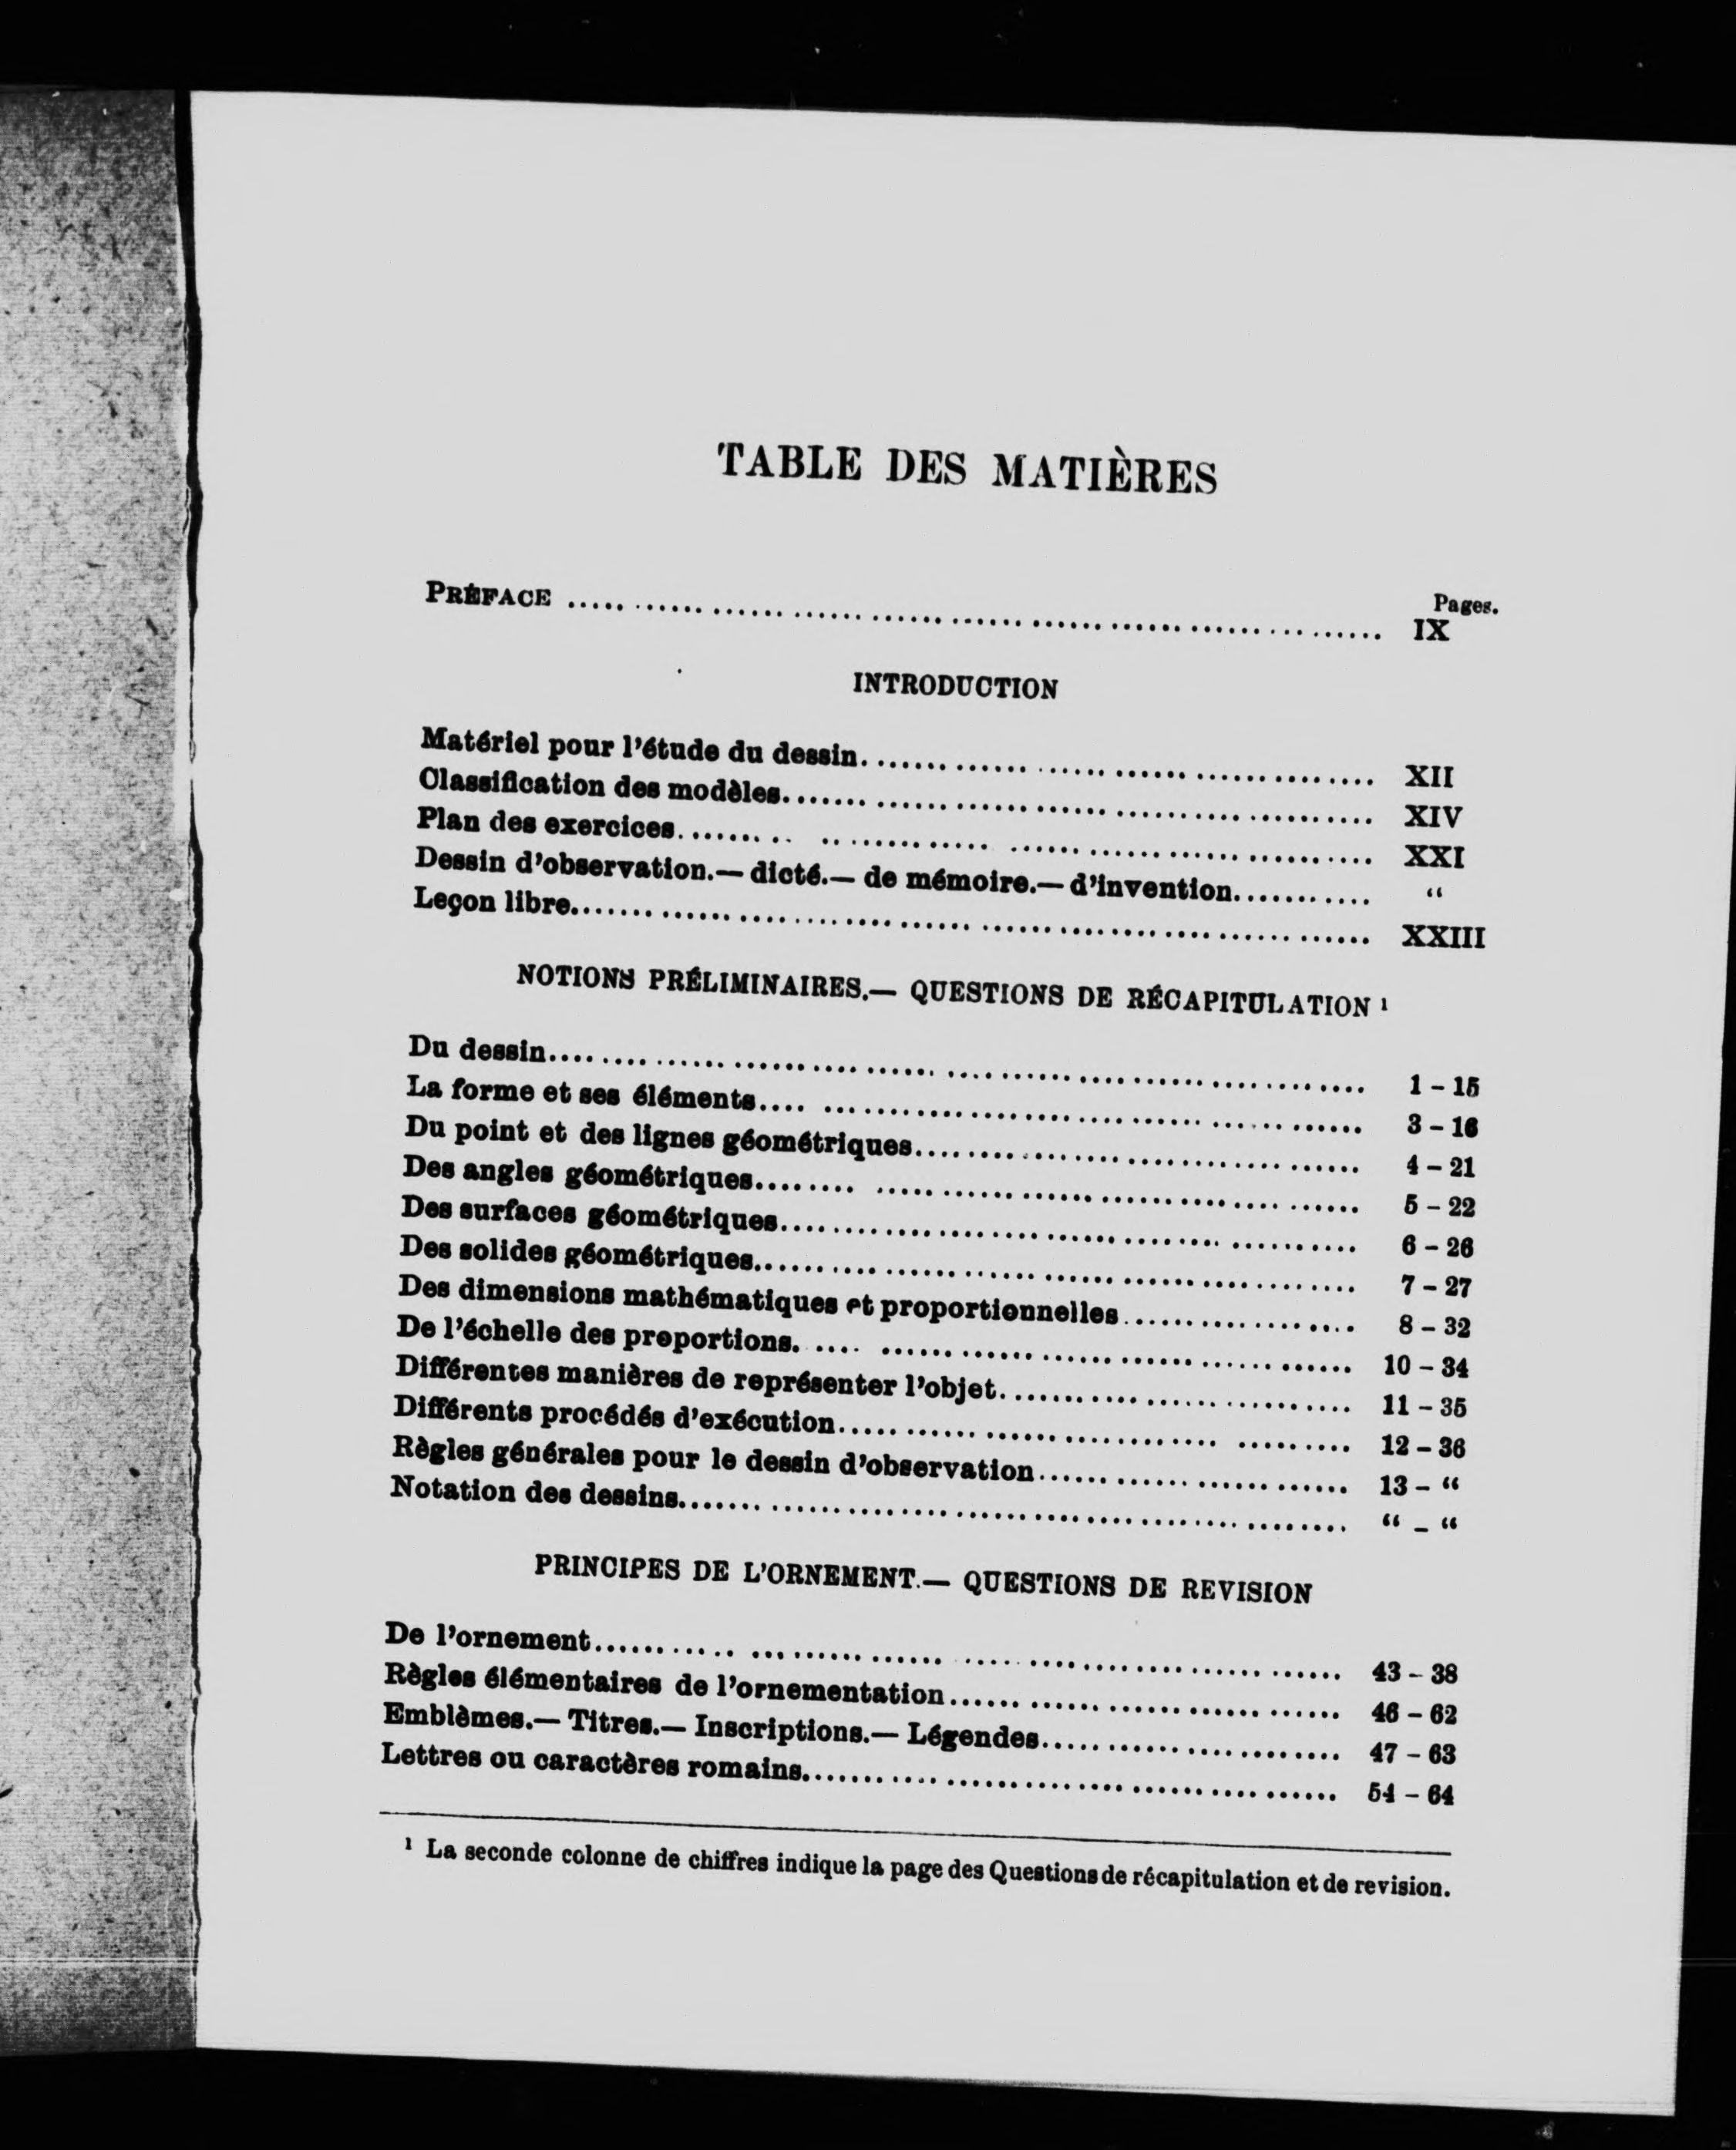 TABLE DES MATIÈRES
Pages.
PRÉFACE .......................................................... IX
INTRODUCTION
Matériel pour l'étude du dessin.................................... XII
Classification des modèles......................................... XIV
Plan des exercices................................................. XXI
Dessin d'observation.— dicté.— de mémoire.— d'invention........... “
Leçon libre........................................................ XXIII
NOTIONS PRÉLIMINAIRES.— QUESTIONS DE RÉCAPITULATION ¹
Du dessin.......................................................... 1 – 15
La forme et ses éléments........................................... 3 – 16
Du point et des lignes géométriques................................ 4 – 21
Des angles géométriques............................................ 5 – 22
Des surfaces géométriques.......................................... 6 – 26
Des solides géométriques........................................... 7 – 27
Des dimensions mathématiques et proportionnelles................... 8 – 32
De l'échelle des proportions....................................... 10 – 34
Différentes manières de représenter l'objet........................ 11 – 35
Différents procédés d'exécution.................................... 12 – 36
Règles générales pour le dessin d'observation...................... 13 – “
Notation des dessins............................................... “ – “
PRINCIPES DE L'ORNEMENT.— QUESTIONS DE REVISION
De l'ornement...................................................... 43 – 38
Règles élémentaires de l'ornementation............................. 46 – 62
Emblèmes.— Titres.— Inscriptions.— Légendes........................ 47 – 63
Lettres ou caractères romains...................................... 54 – 64
¹ La seconde colonne de chiffres indique la page des Questions de récapitulation et de revision.